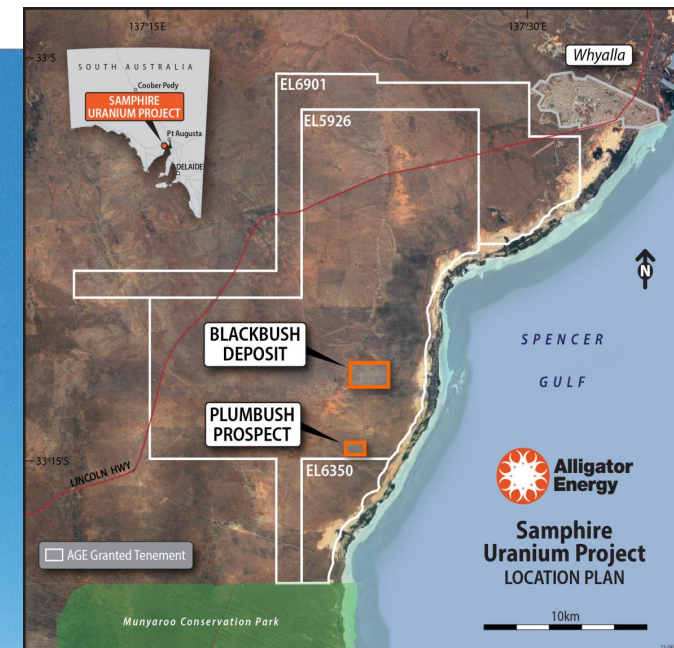 137°15'E
137°30'E
33°S
Whyalla
SOUTH AUSTRALIA
Coober Pedy
SAMPHIRE
URANIUM PROJECT
Pt Augusta
ADELAIDE
EL6901
EL5926
N
BLACKBUSH
DEPOSIT
SPENCER
GULF
PLUMBUSH
PROSPECT
33°15'S
EL6350
LINCOLN HWY
Alligator
Energy
Samphire
Uranium Project
LOCATION PLAN
AGE Granted Tenement
10km
Munyaroo Conservation Park